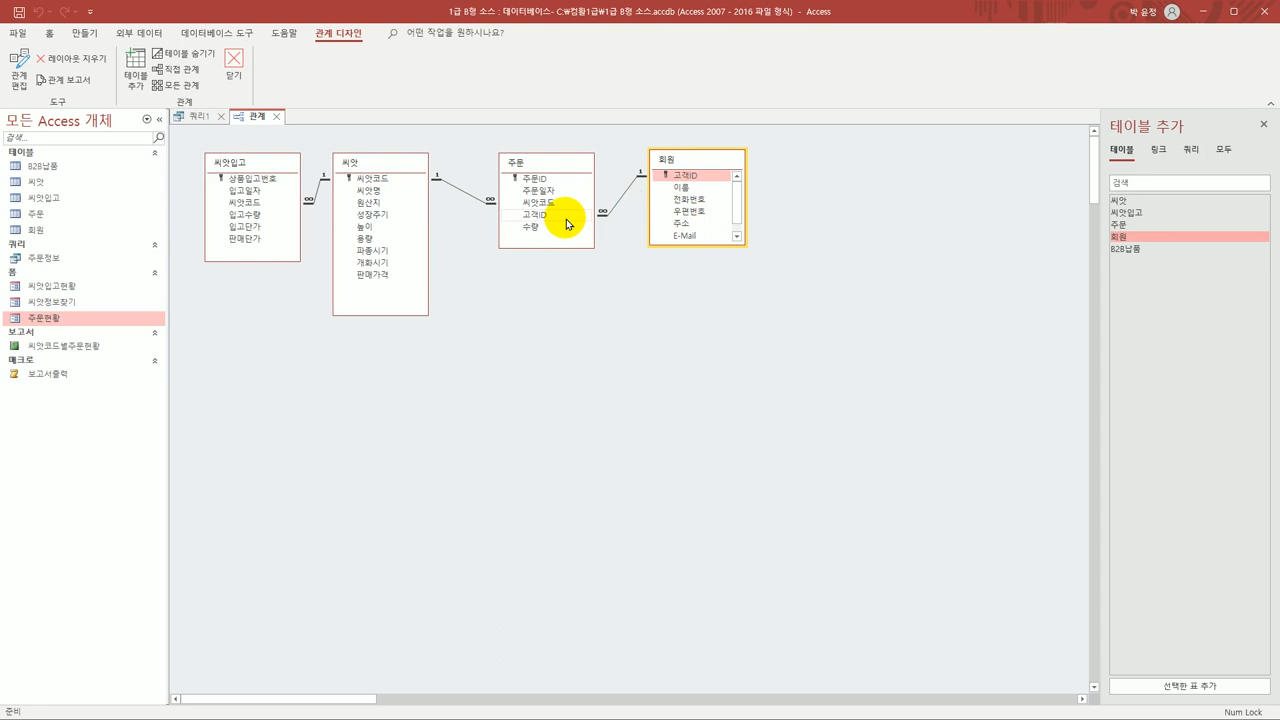 1급 B형 소스 : 데이터베이스- C:₩컴활1급₩1급 B형 소스.accdb (Access 2007 - 2016 파일 형식) - Access
박 윤정
파일 홈 만들기 외부 데이터 데이터베이스 도구 도움말 관계 디자인 어떤 작업을 원하시나요?
관계 편집
레이아웃 지우기
관계 보고서
도구
테이블 추가
테이블 숨기기
직접 관계
모든 관계
닫기
관계
모든 Access 개체
검색...
테이블
B2B납품
씨앗
씨앗입고
주문
회원
쿼리
주문정보
폼
씨앗입고현황
씨앗정보찾기
주문현황
보고서
씨앗코드별주문현황
매크로
보고서출력
쿼리1
관계
씨앗입고
상품입고번호
입고일자
씨앗코드
입고수량
입고단가
판매단가
1
∞
씨앗
씨앗코드
씨앗명
원산지
성장주기
높이
용량
파종시기
개화시기
판매가격
1
∞
주문
주문ID
주문일자
씨앗코드
고객ID
수량
∞
1
회원
고객ID
이름
전화번호
우편번호
주소
E-Mail
테이블 추가
테이블 링크 쿼리 모두
검색
씨앗
씨앗입고
주문
회원
B2B납품
선택한 표 추가
준비
Num Lock